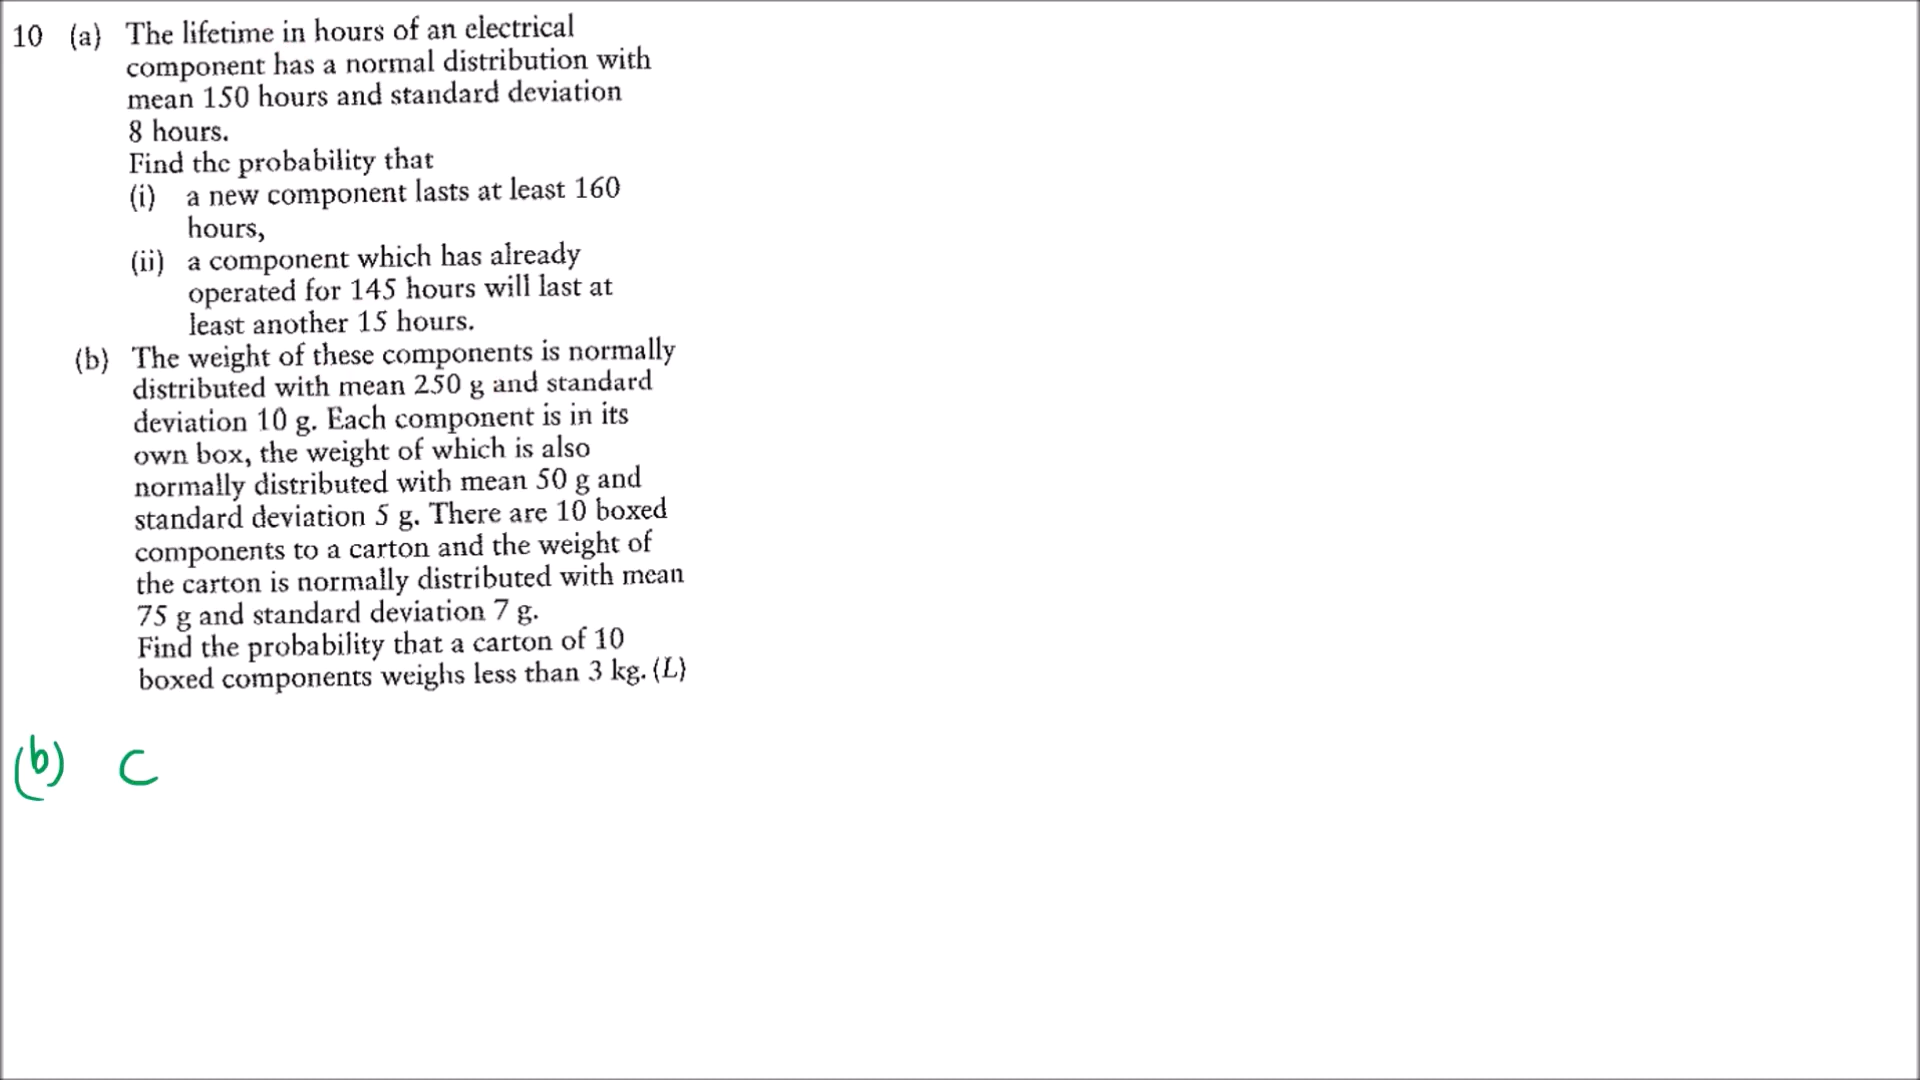 10 (a) The lifetime in hours of an electrical
component has a normal distribution with
mean 150 hours and standard deviation
8 hours.
Find the probability that
(i) a new component lasts at least 160
hours,
(ii) a component which has already
operated for 145 hours will last at
least another 15 hours.
(b) The weight of these components is normally
distributed with mean 250 g and standard
deviation 10 g. Each component is in its
own box, the weight of which is also
normally distributed with mean 50 g and
standard deviation 5 g. There are 10 boxed
components to a carton and the weight of
the carton is normally distributed with mean
75 g and standard deviation 7 g.
Find the probability that a carton of 10
boxed components weighs less than 3 kg. (L)
(b) C